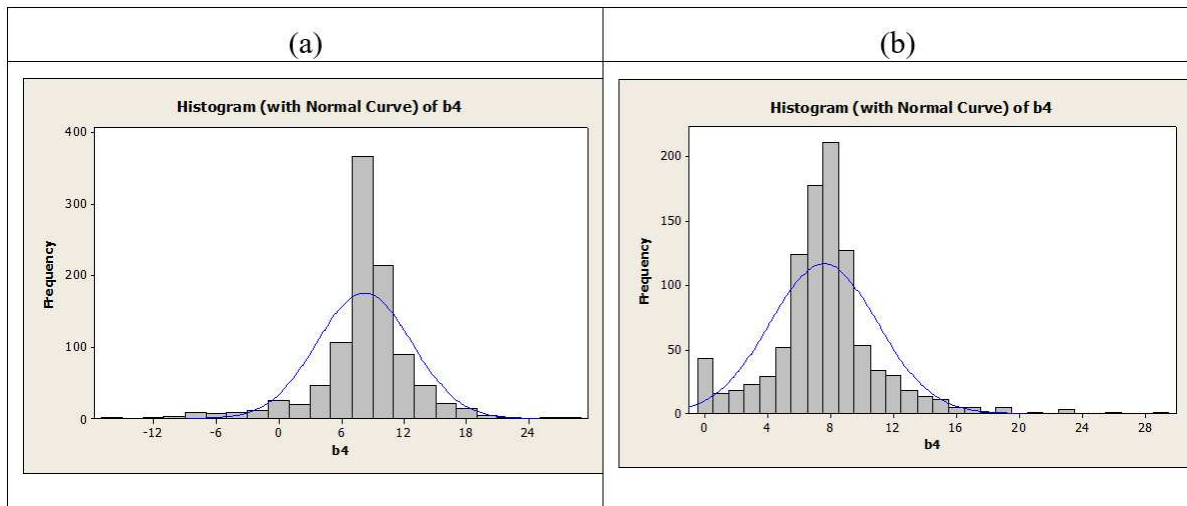 (a)
(b)
Histogram (with Normal Curve) of b4
400
300
200
100
0
Frequency
-12 -6 0 6 12 18 24
b4
Histogram (with Normal Curve) of b4
200
150
100
50
0
Frequency
0 4 8 12 16 20 24 28
b4